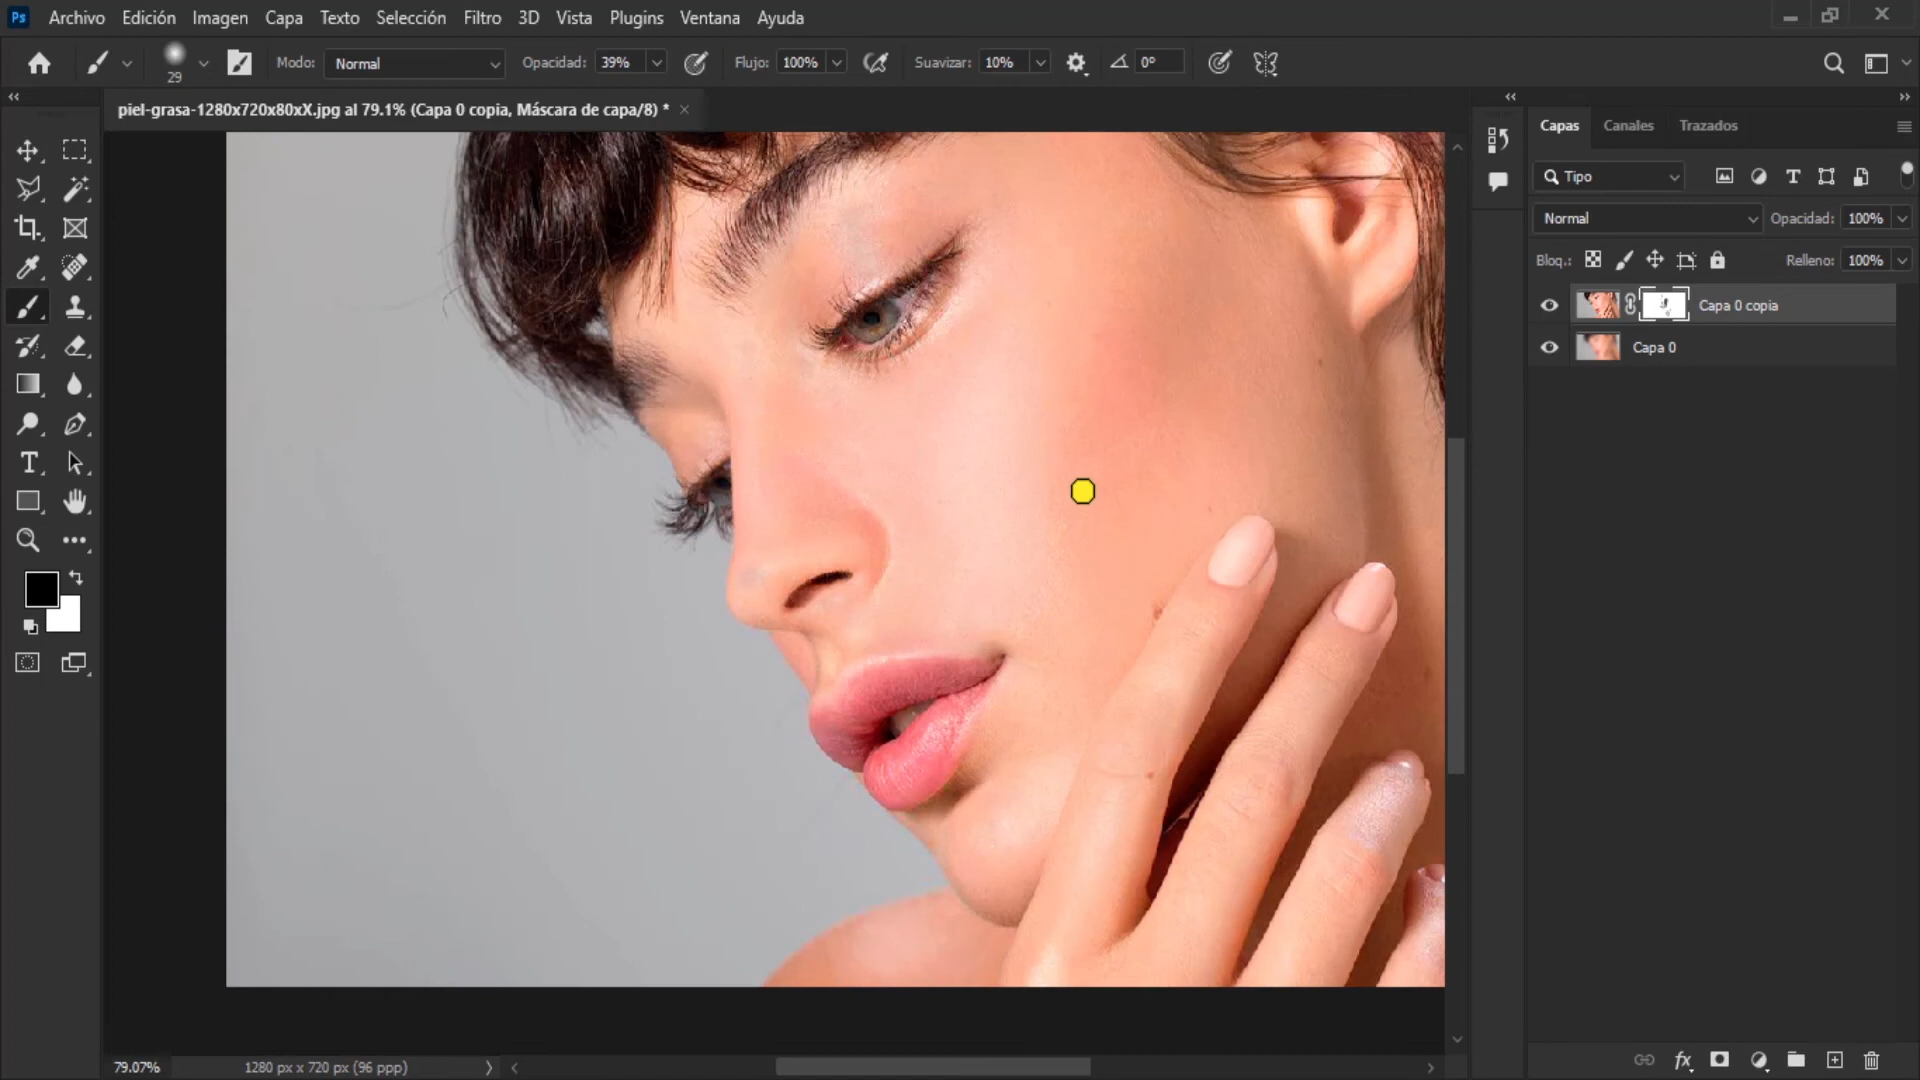 Ps Archivo Edición Imagen Capa Texto Selección Filtro 3D Vista Plugins Ventana Ayuda
29 Modo: Normal Opacidad: 39% Flujo: 100% Suavizar: 10% 0°
piel-grasa-1280x720x80xX.jpg al 79.1% (Capa 0 copia, Máscara de capa/8) *
Capas Canales Trazados
Tipo
Normal Opacidad: 100%
Bloq.: Relleno: 100%
Capa 0 copia
Capa 0
79.07% 1280 px x 720 px (96 ppp)
fx